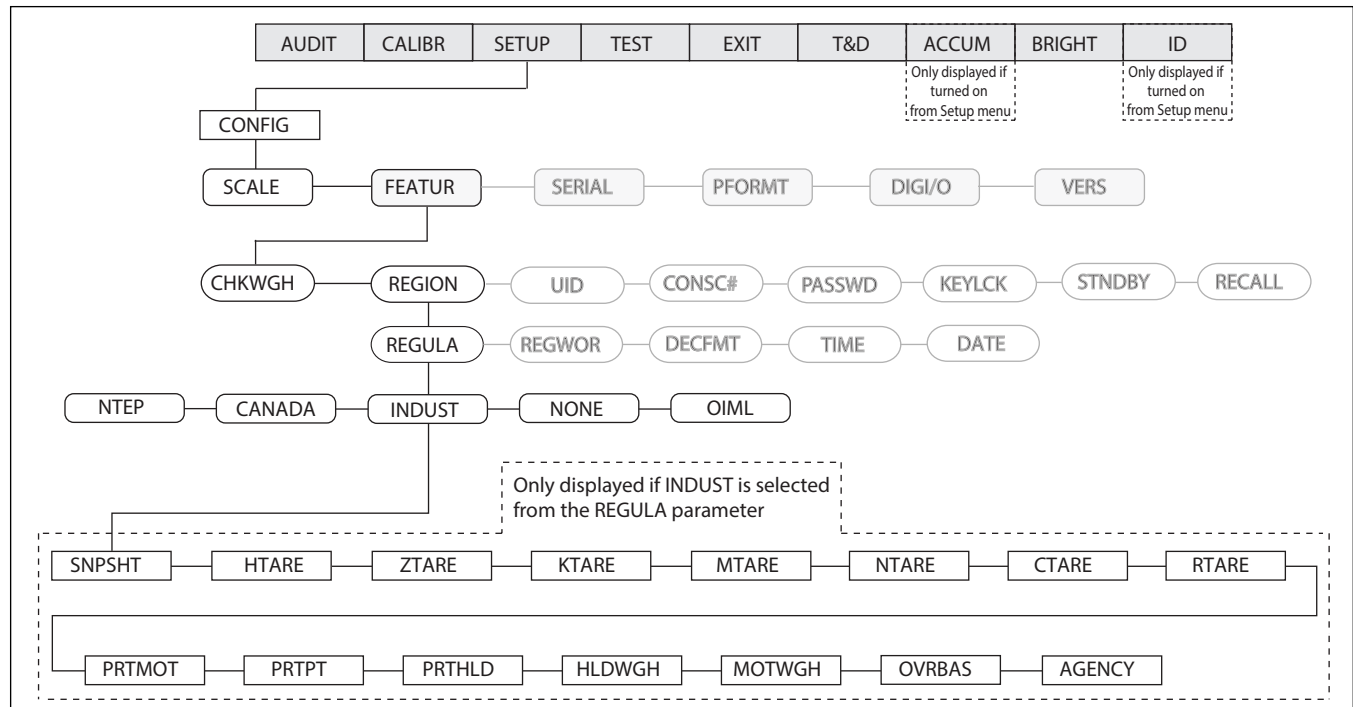 AUDIT CALIBR SETUP TEST EXIT T&D ACCUM BRIGHT ID
Only displayed if
turned on
from Setup menu
Only displayed if
turned on
from Setup menu
CONFIG
SCALE FEATUR SERIAL PFORMT DIGI/O VERS
CHKWGH REGION UID CONSC# PASSWD KEYLCK STNDBY RECALL
REGULA REGWOR DECFMT TIME DATE
NTEP CANADA INDUST NONE OIML
Only displayed if INDUST is selected
from the REGULA parameter
SNPSHT HTARE ZTARE KTARE MTARE NTARE CTARE RTARE
PRTMOT PRTPT PRTHLD HLDWGH MOTWGH OVRBAS AGENCY